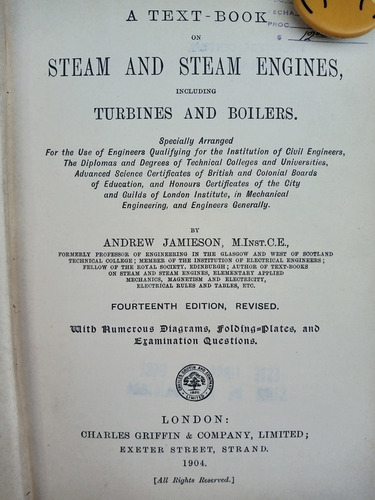 A TEXT-BOOK
ON
STEAM AND STEAM ENGINES,
INCLUDING
TURBINES AND BOILERS.
Specially Arranged
For the Use of Engineers Qualifying for the Institution of Civil Engineers,
The Diplomas and Degrees of Technical Colleges and Universities,
Advanced Science Certificates of British and Colonial Boards
of Education, and Honours Certificates of the City
and Guilds of London Institute, in Mechanical
Engineering, and Engineers Generally.
BY
ANDREW JAMIESON, M.INST.C.E.,
FORMERLY PROFESSOR OF ENGINEERING IN THE GLASGOW AND WEST OF SCOTLAND
TECHNICAL COLLEGE; MEMBER OF THE INSTITUTION OF ELECTRICAL ENGINEERS;
FELLOW OF THE ROYAL SOCIETY, EDINBURGH; AUTHOR OF TEXT-BOOKS
ON STEAM AND STEAM ENGINES, ELEMENTARY APPLIED
MECHANICS, MAGNETISM AND ELECTRICITY,
ELECTRICAL RULES AND TABLES, ETC.
FOURTEENTH EDITION, REVISED.
With Numerous Diagrams, Folding-Plates, and
Examination Questions.
LONDON:
CHARLES GRIFFIN & COMPANY, LIMITED;
EXETER STREET, STRAND.
1904.
[All Rights Reserved.]